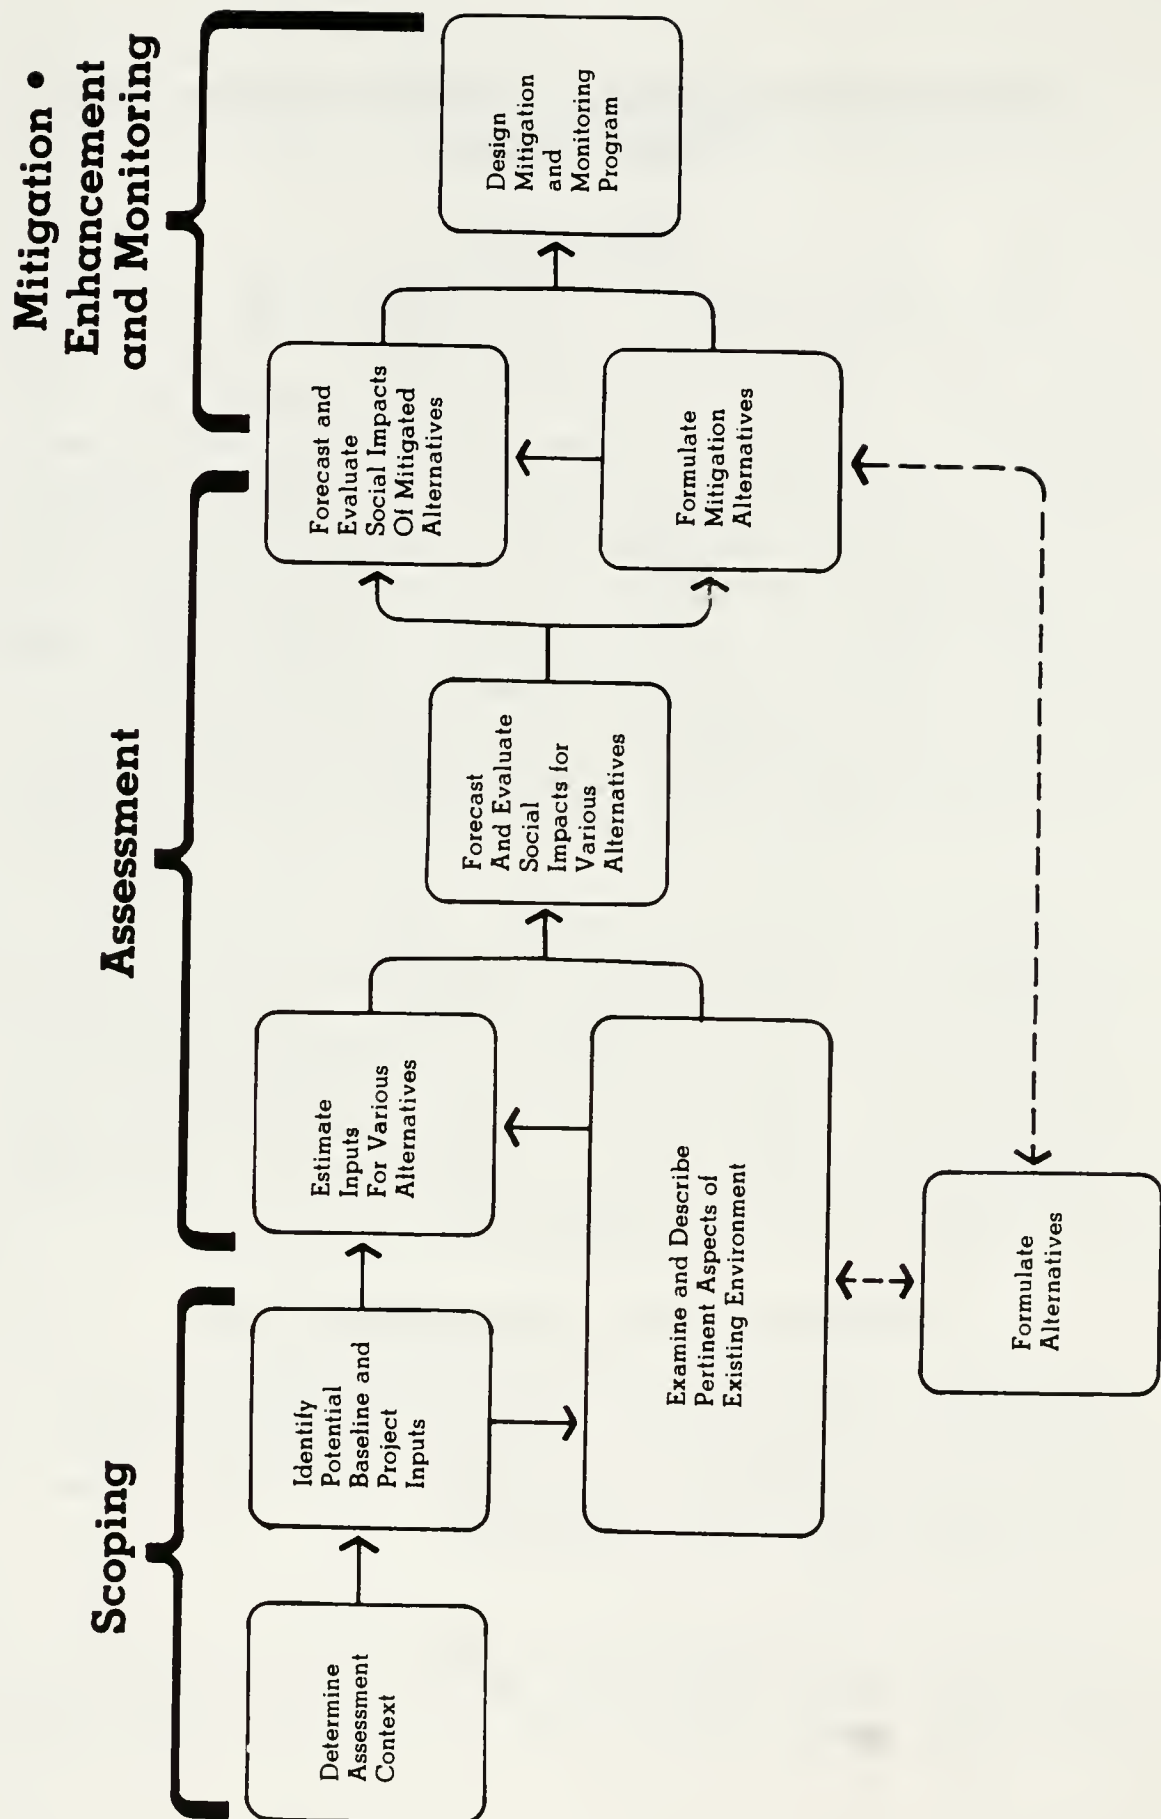 Scoping
Assessment
Mitigation •
Enhancement
and Monitoring
Determine
Assessment
Context
Identify
Potential
Baseline and
Project
Inputs
Estimate
Inputs
For Various
Alternatives
Examine and Describe
Pertinent Aspects of
Existing Environment
Formulate
Alternatives
Forecast
And Evaluate
Social
Impacts for
Various
Alternatives
Forecast and
Evaluate
Social Impacts
Of Mitigated
Alternatives
Formulate
Mitigation
Alternatives
Design
Mitigation
and
Monitoring
Program